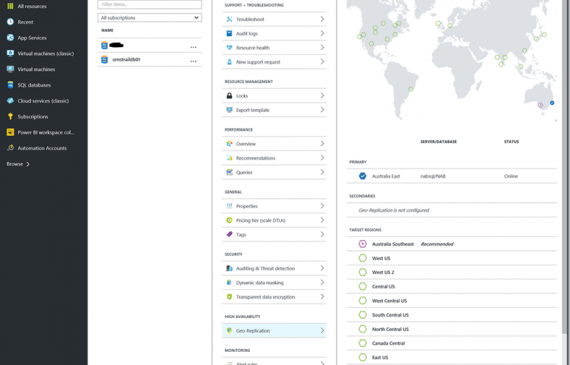 All resources
Recent
App Services
Virtual machines (classic)
Virtual machines
SQL databases
Cloud services (classic)
Subscriptions
Power BI workspace col...
Automation Accounts
Browse >
Filter items...
All subscriptions
NAME
...
omstraildb01 ...
SUPPORT + TROUBLESHOOTING
Troubleshoot
Audit logs
Resource health
New support request
RESOURCE MANAGEMENT
Locks
Export template
PERFORMANCE
Overview
Recommendations
Queries
GENERAL
Properties
Pricing tier (scale DTUs)
Tags
SECURITY
Auditing & Threat detection
Dynamic data masking
Transparent data encryption
HIGH AVAILABILITY
Geo-Replication
MONITORING
Alert rules
SERVER/DATABASE STATUS
PRIMARY
Australia East naba@/NAB Online
SECONDARIES
Geo-Replication is not configured
TARGET REGIONS
Australia Southeast Recommended
West US
West US 2
Central US
West Central US
South Central US
North Central US
Canada Central
East US